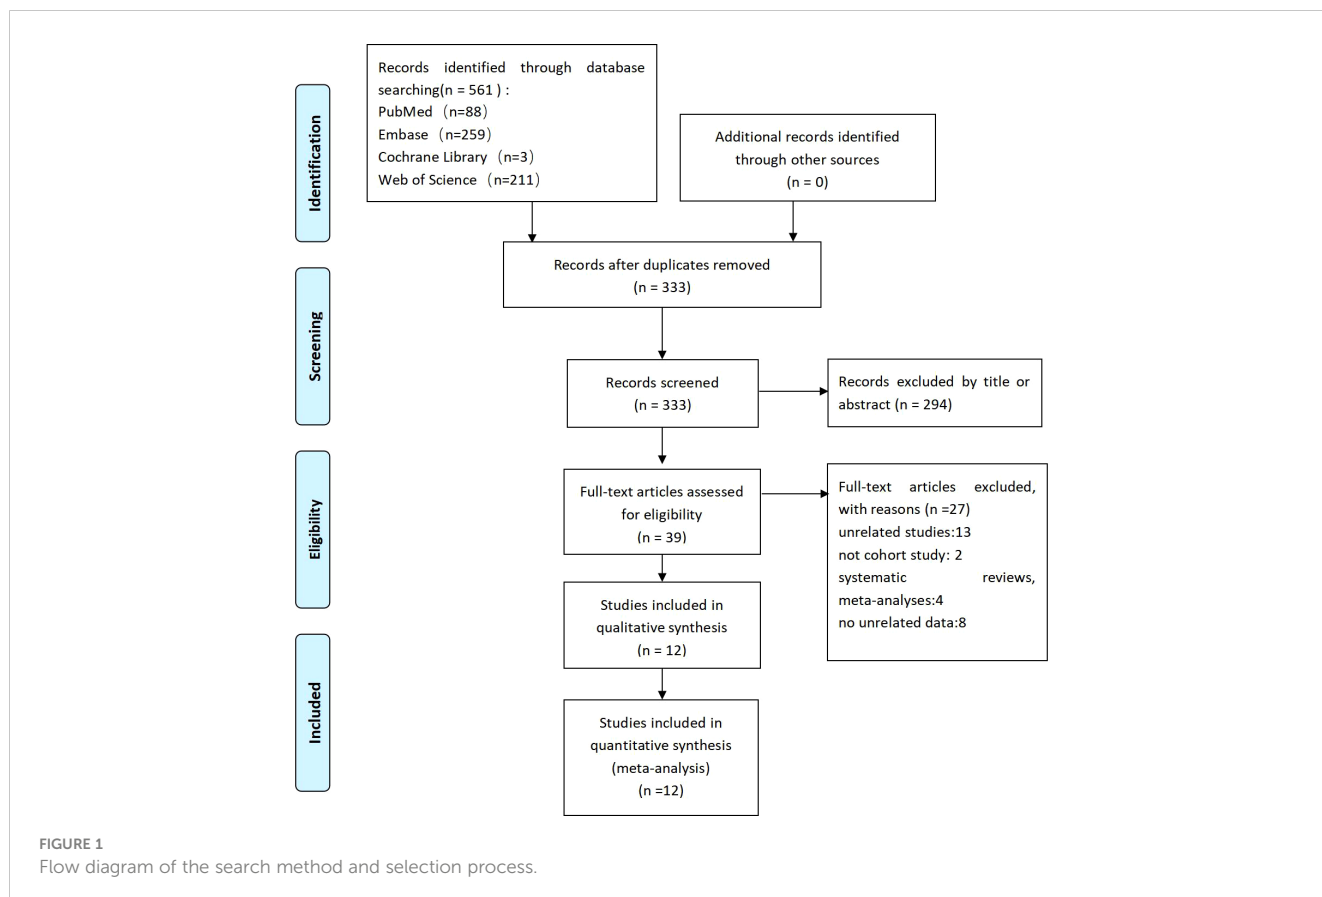 Identification
Records identified through database
searching(n = 561 ) :
PubMed（n=88）
Embase（n=259）
Cochrane Library（n=3）
Web of Science（n=211）
Additional records identified
through other sources
(n = 0)
Records after duplicates removed
(n = 333)
Screening
Records screened
(n = 333)
Records excluded by title or
abstract (n = 294)
Eligibility
Full-text articles assessed
for eligibility
(n = 39)
Full-text articles excluded,
with reasons (n =27)
unrelated studies:13
not cohort study: 2
systematic reviews,
meta-analyses:4
no unrelated data:8
Studies included in
qualitative synthesis
(n = 12)
Included
Studies included in
quantitative synthesis
(meta-analysis)
(n =12)
FIGURE 1
Flow diagram of the search method and selection process.